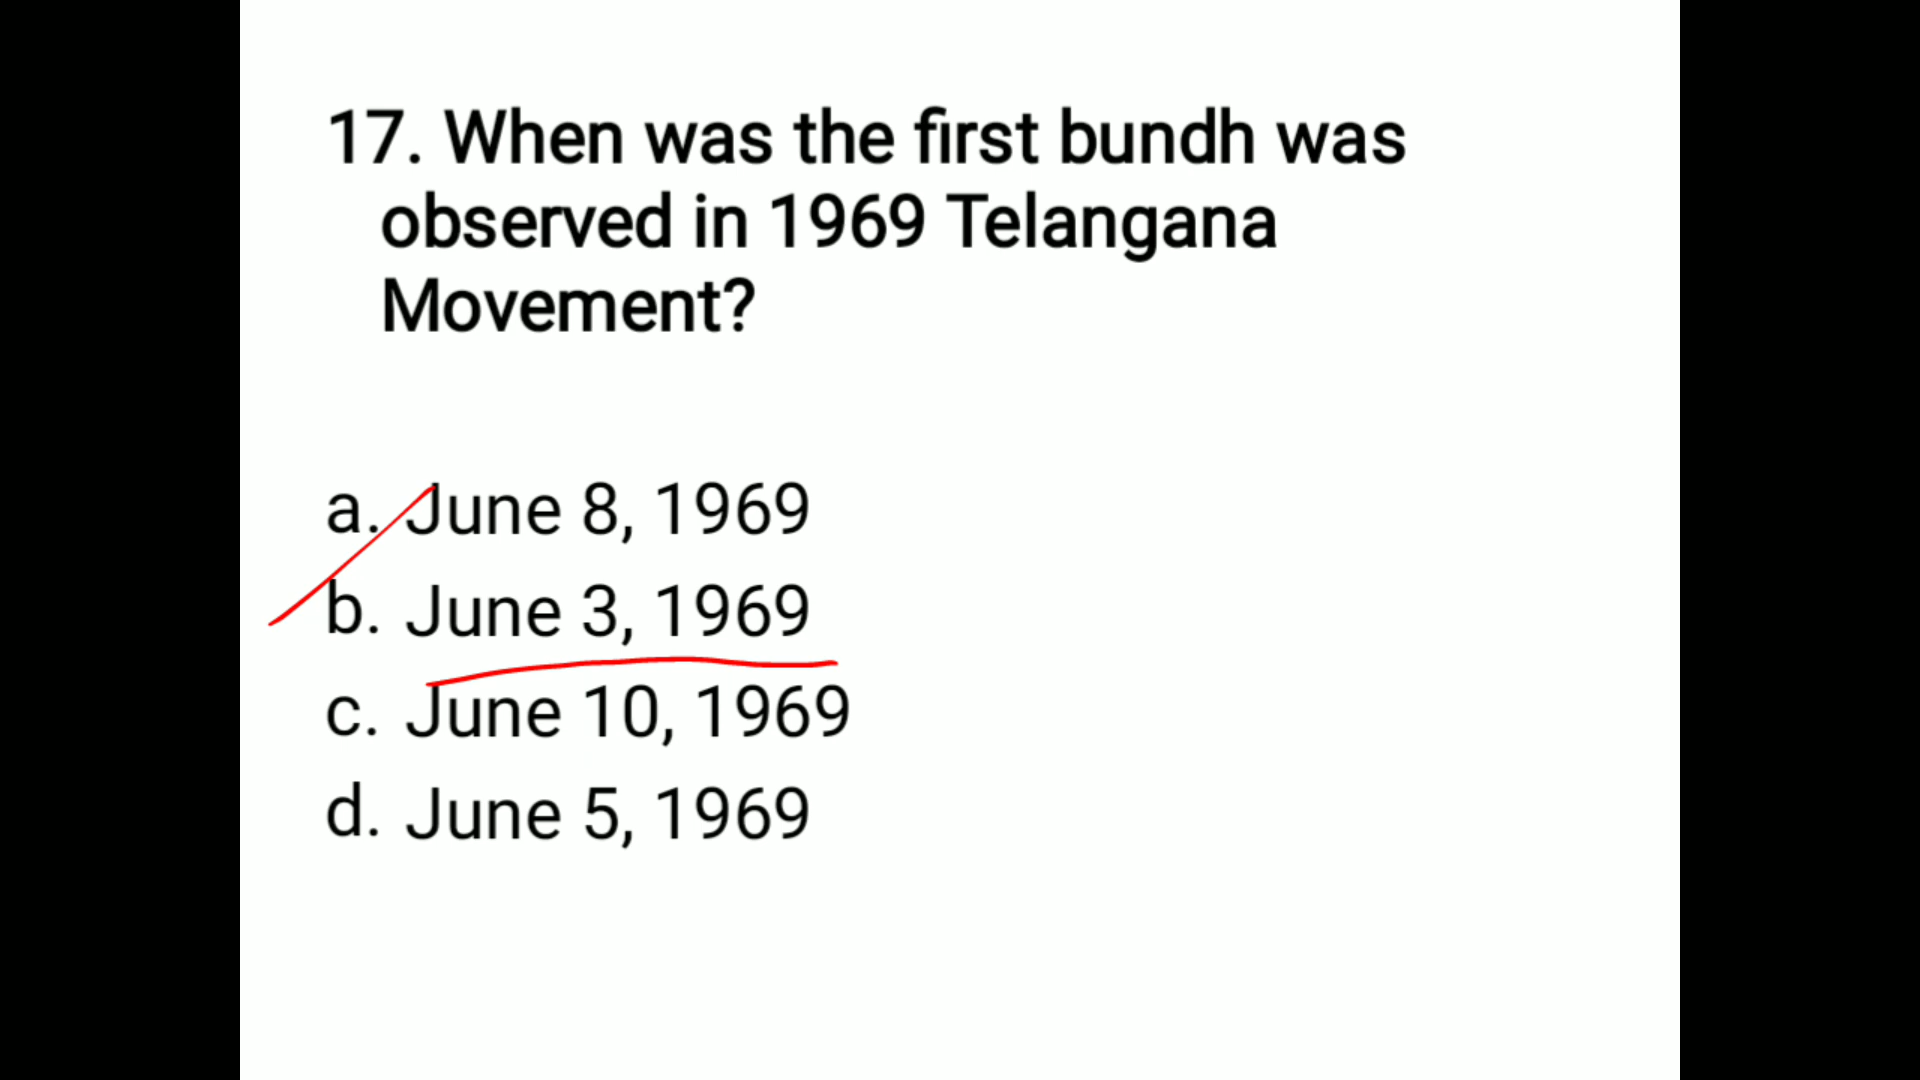 17. When was the first bundh was
observed in 1969 Telangana
Movement?
a. June 8, 1969
b. June 3, 1969
c. June 10, 1969
d. June 5, 1969